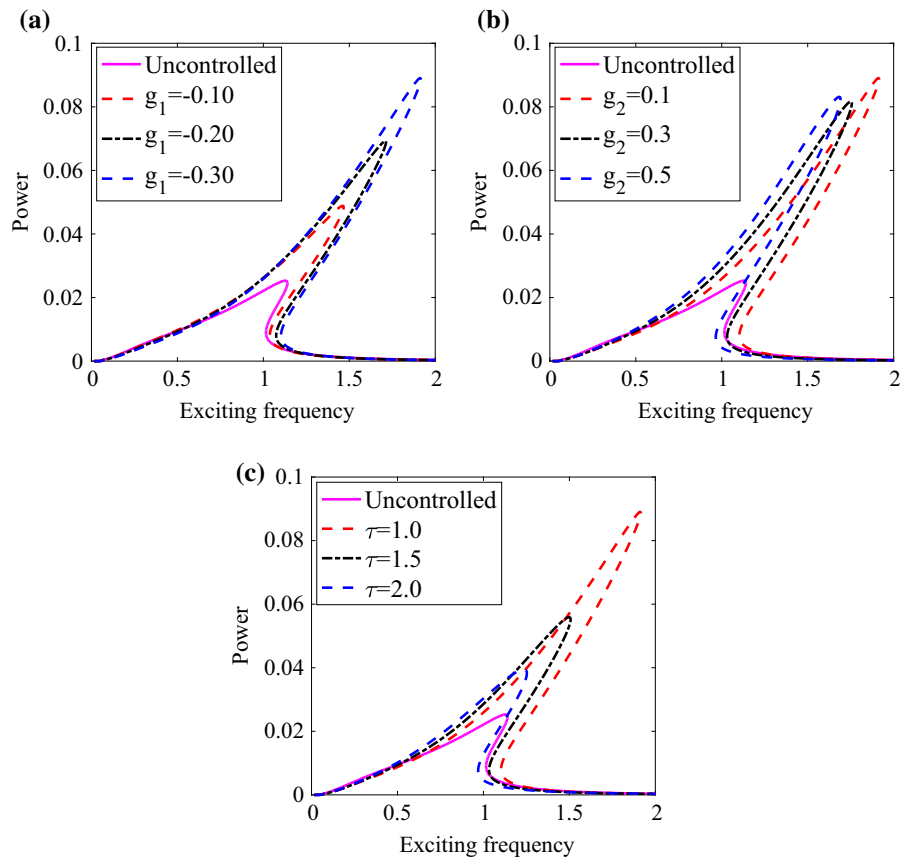 (a)
0.1
0.08
0.06
0.04
0.02
0
Power
Uncontrolled
g1=-0.10
g1=-0.20
g1=-0.30
0 0.5 1 1.5 2
Exciting frequency
(b)
0.1
0.08
0.06
0.04
0.02
0
Power
Uncontrolled
g2=0.1
g2=0.3
g2=0.5
0 0.5 1 1.5 2
Exciting frequency
(c)
0.1
0.08
0.06
0.04
0.02
0
Power
Uncontrolled
τ=1.0
τ=1.5
τ=2.0
0 0.5 1 1.5 2
Exciting frequency